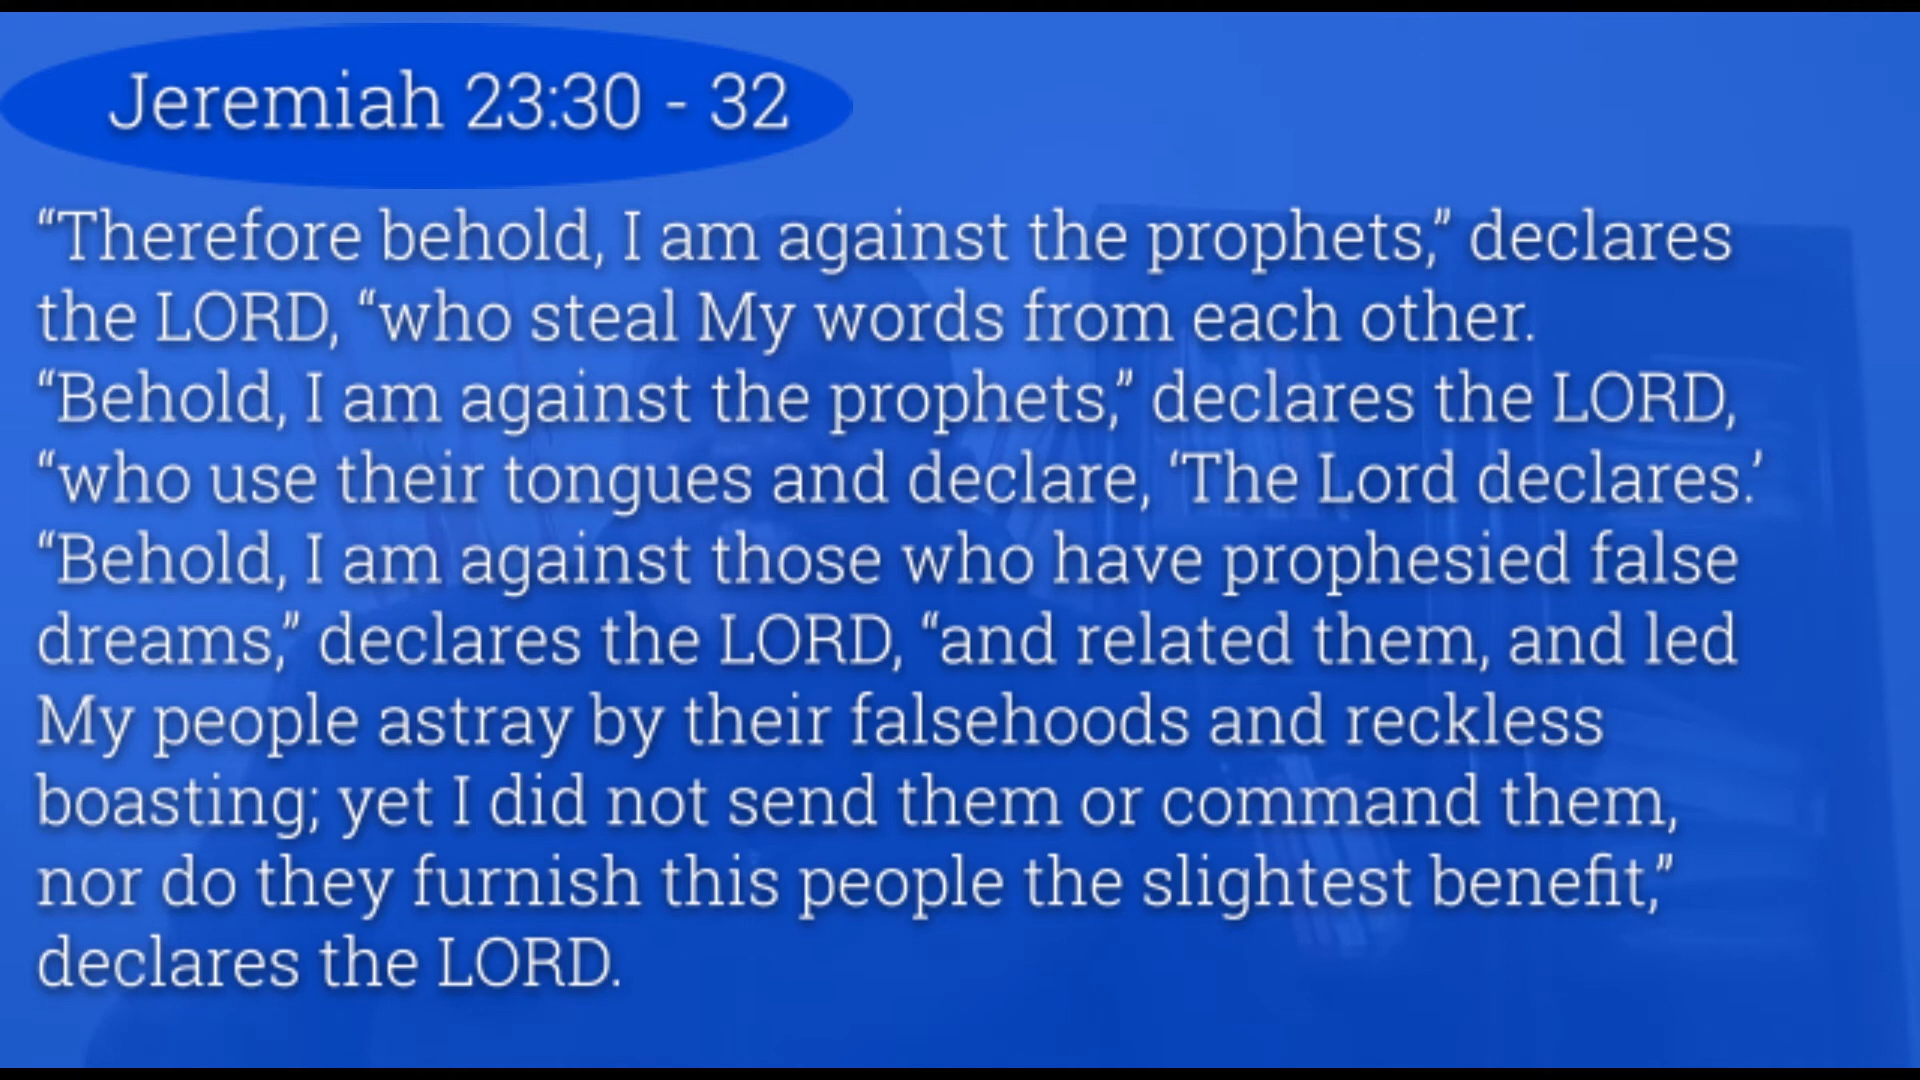 Jeremiah 23:30 - 32
“Therefore behold, I am against the prophets,” declares
the LORD, “who steal My words from each other.
“Behold, I am against the prophets,” declares the LORD,
“who use their tongues and declare, ‘The Lord declares.’
“Behold, I am against those who have prophesied false
dreams,” declares the LORD, “and related them, and led
My people astray by their falsehoods and reckless
boasting; yet I did not send them or command them,
nor do they furnish this people the slightest benefit,”
declares the LORD.